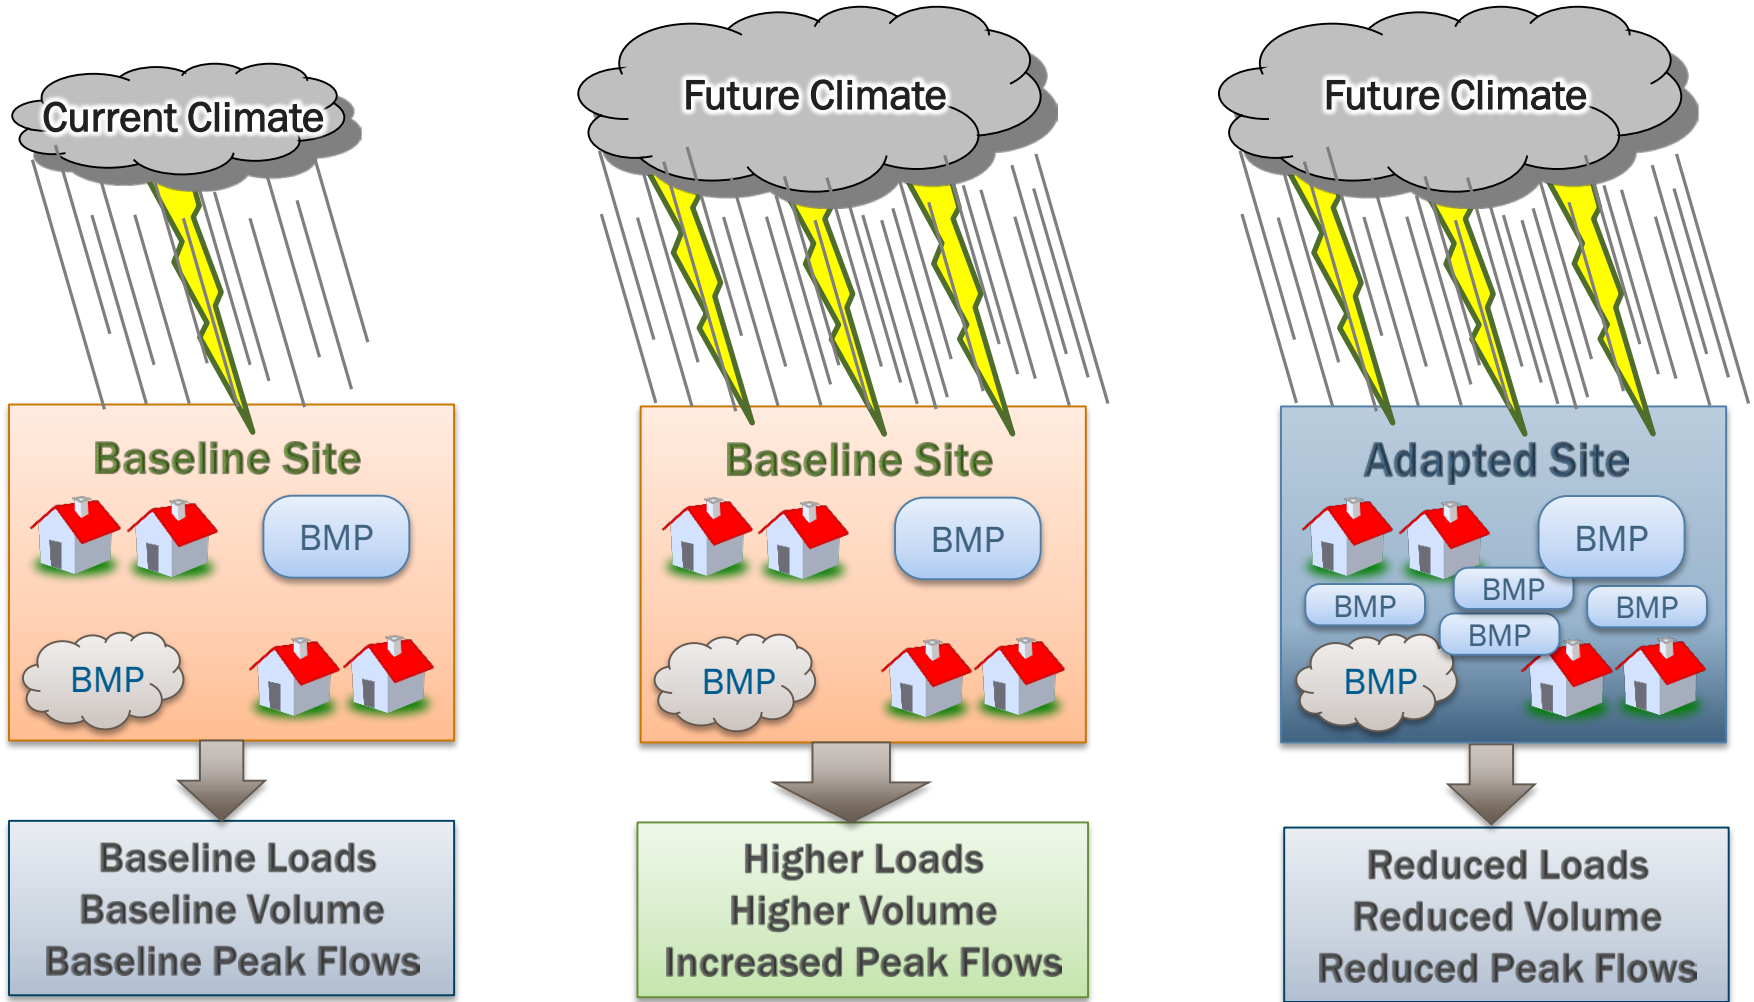 Current Climate
Baseline Site
BMP
BMP
Baseline Loads
Baseline Volume
Baseline Peak Flows
Future Climate
Baseline Site
BMP
BMP
Higher Loads
Higher Volume
Increased Peak Flows
Future Climate
Adapted Site
BMP
BMP
BMP
BMP
BMP
BMP
Reduced Loads
Reduced Volume
Reduced Peak Flows